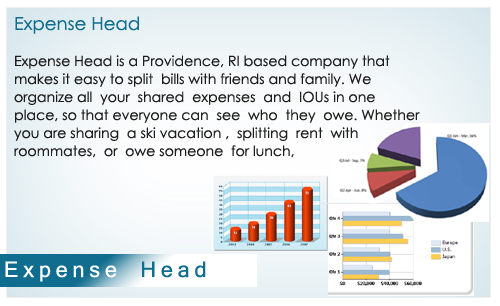 Expense Head
Expense Head is a Providence, RI based company that
makes it easy to split bills with friends and family. We
organize all your shared expenses and IOUs in one
place, so that everyone can see who they owe. Whether
you are sharing a ski vacation , splitting rent with
roommates, or owe someone for lunch,
Qtr 4
Qtr 3
Qtr 2
Qtr 1
$0 $20,000 $40,000 $60,000
Europe
U.S.
Japan
Expense Head